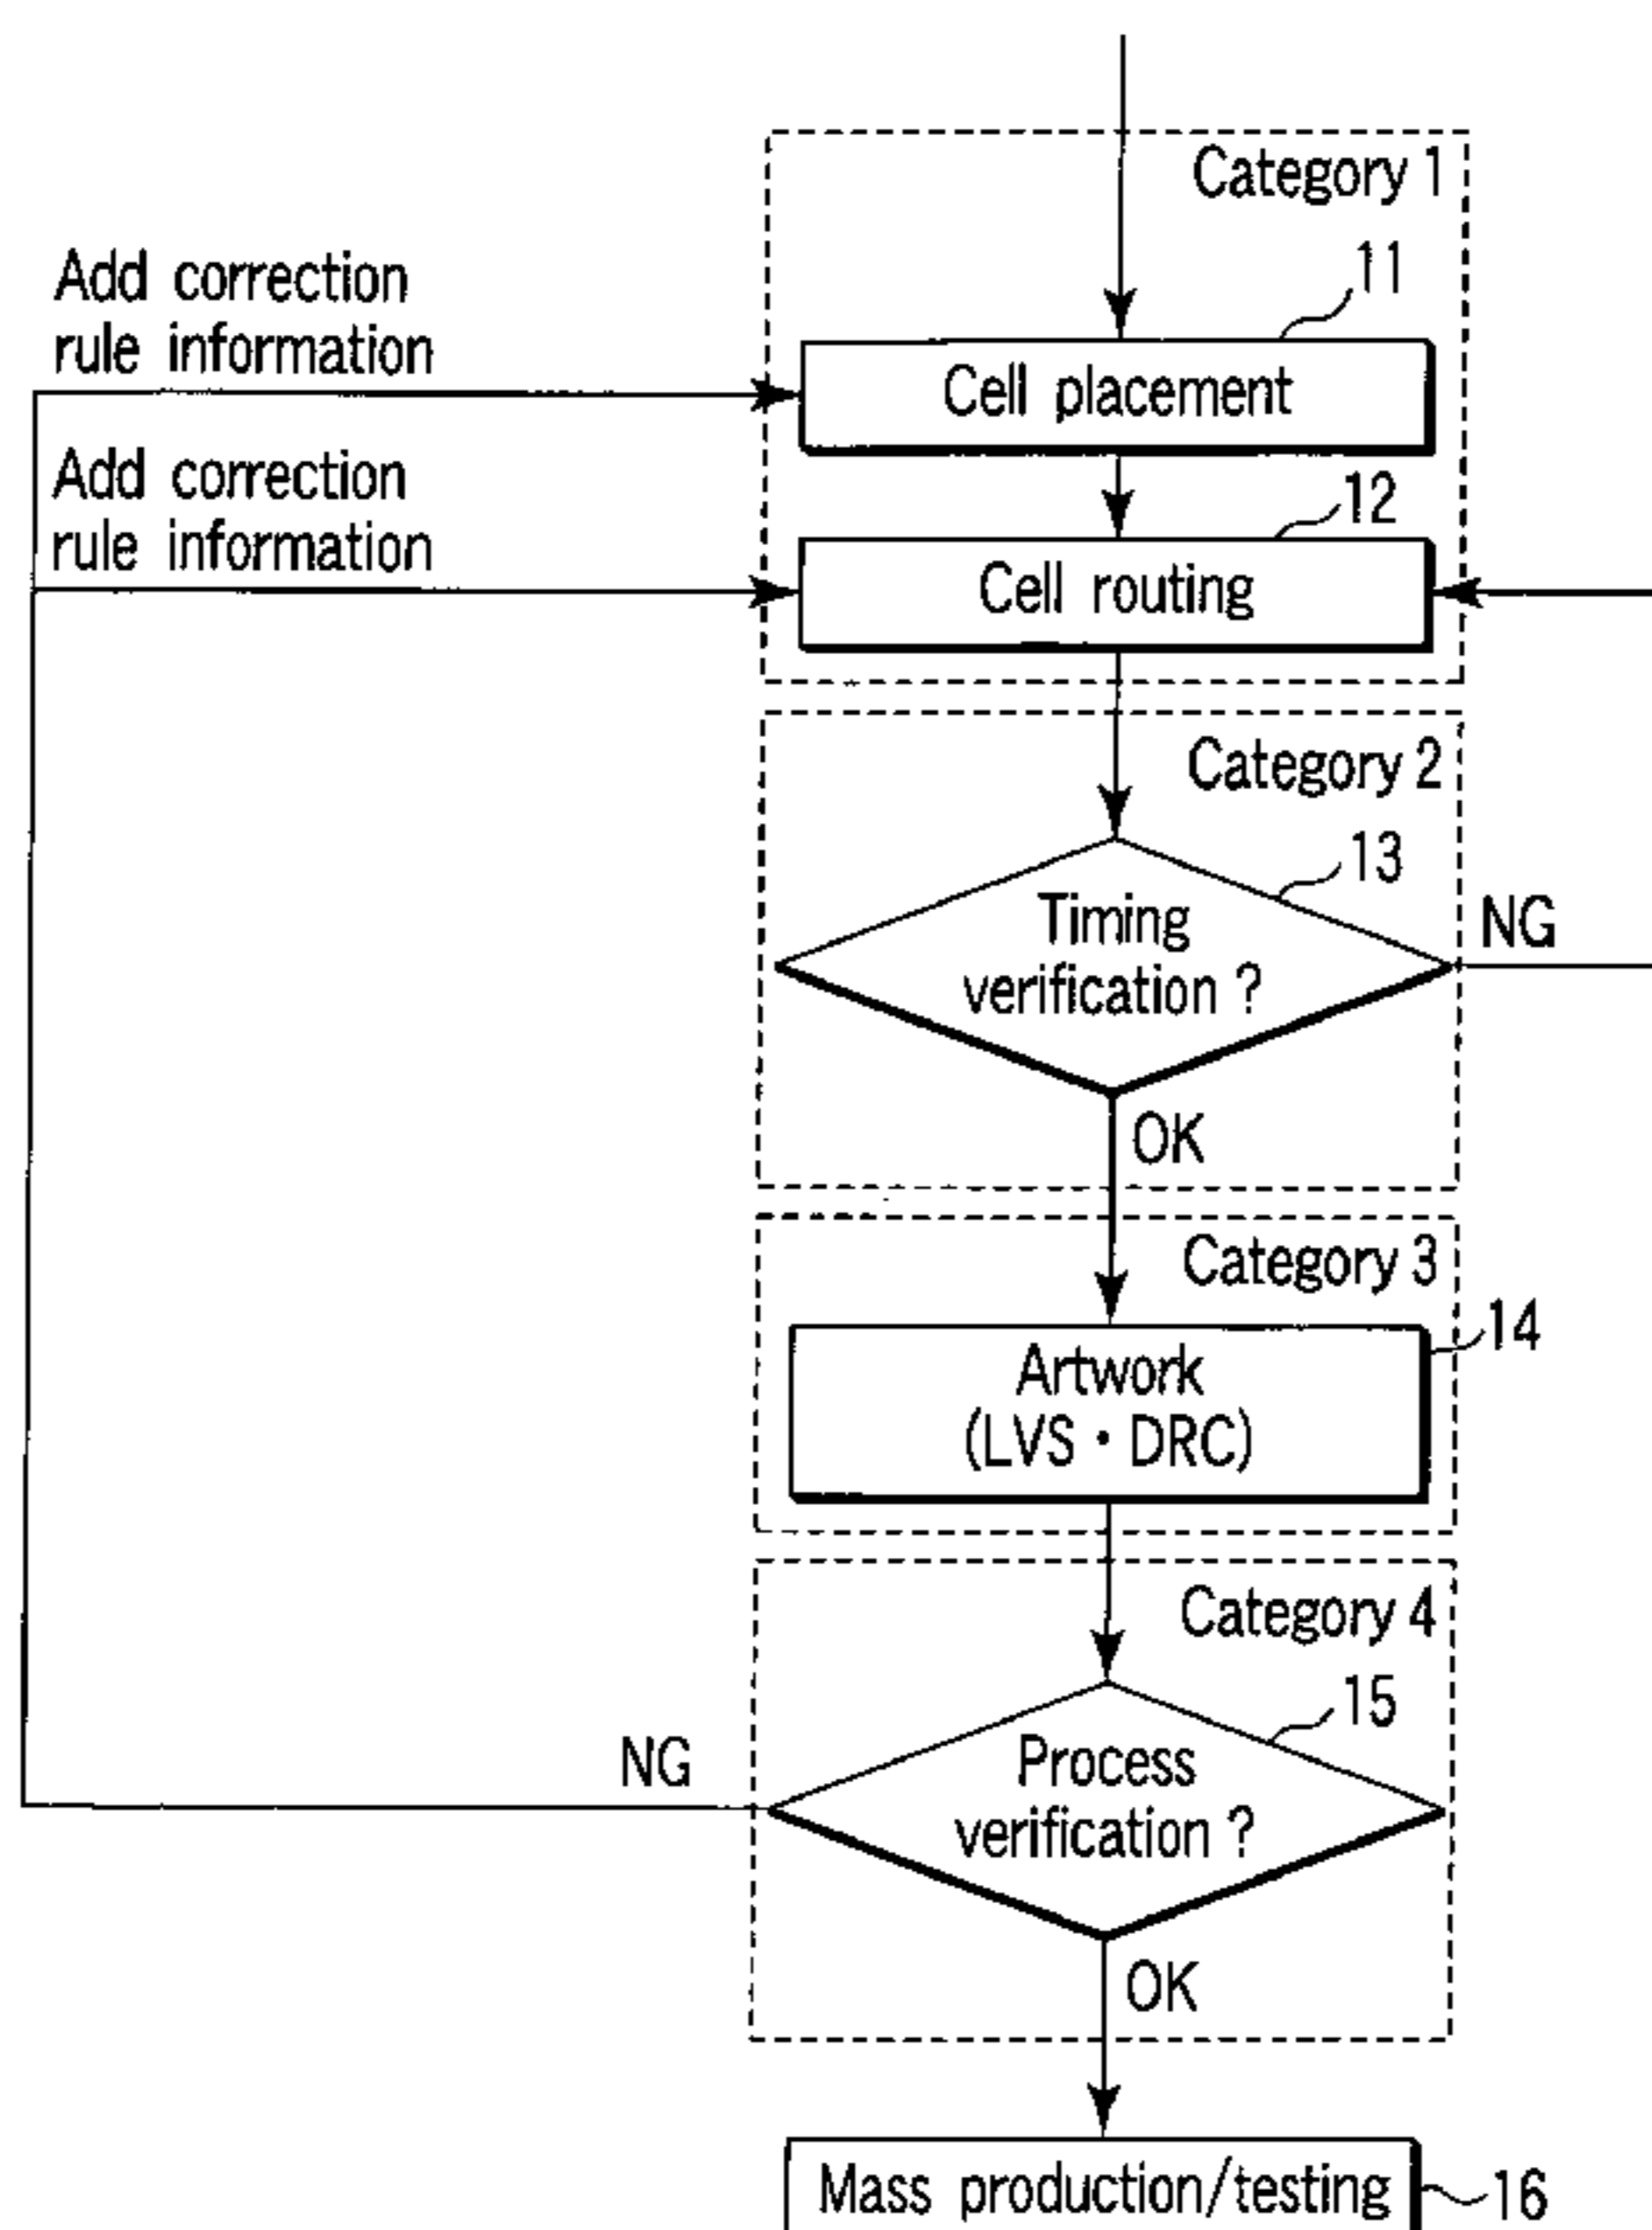 Category 1
11
Add correction
rule information
Cell placement
Add correction
rule information
12
Cell routing
Category 2
13
Timing
verification ?
NG
OK
Category 3
14
Artwork
(LVS・DRC)
Category 4
15
Process
verification ?
NG
OK
Mass production/testing
16